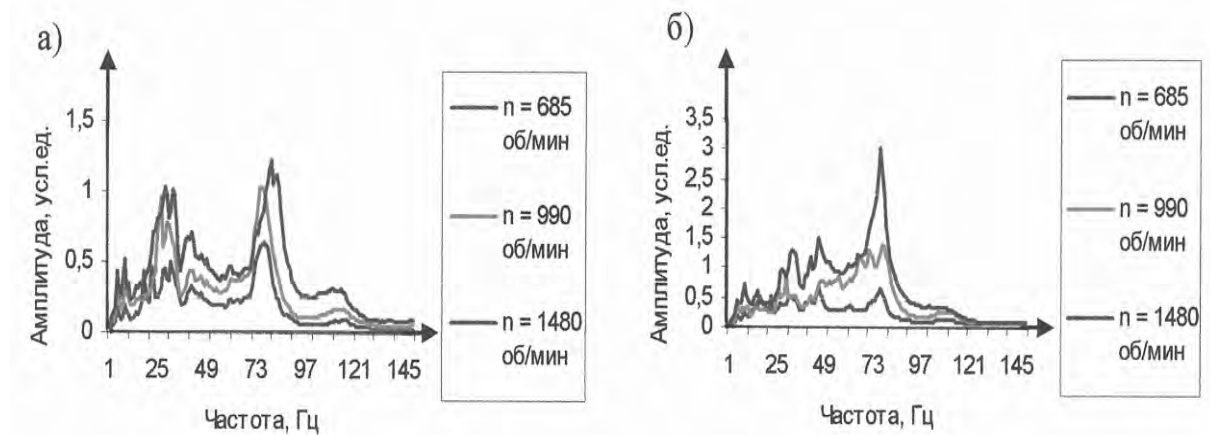 а)
Амплитуда, усл.ед.
1,5
1
0,5
0
1 25 49 73 97 121 145
Частота, Гц
n = 685
об/мин
n = 990
об/мин
n = 1480
об/мин
б)
Амплитуда, усл.ед.
3,5
3
2,5
2
1,5
1
0,5
0
1 25 49 73 97 121 145
Частота, Гц
n = 685
об/мин
n = 990
об/мин
n = 1480
об/мин